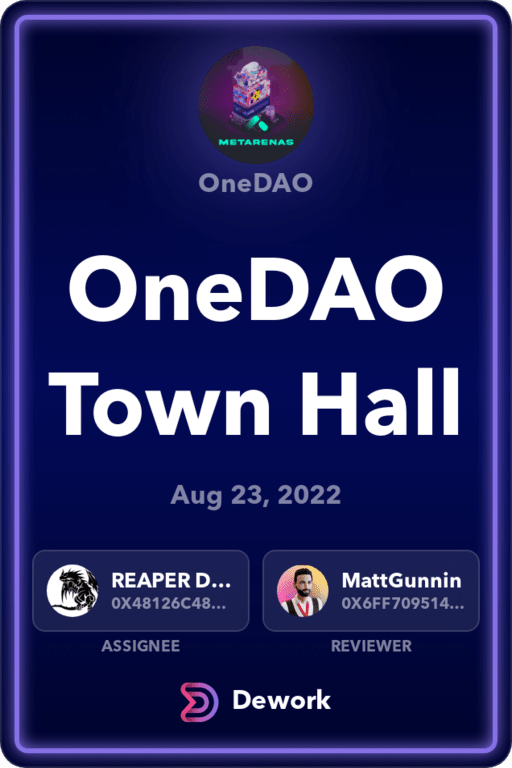 METARENAS
OneDAO
OneDAO
Town Hall
Aug 23, 2022
REAPER D...
0X48126C48...
MattGunnin
0X6FF709514...
ASSIGNEE
REVIEWER
Dework